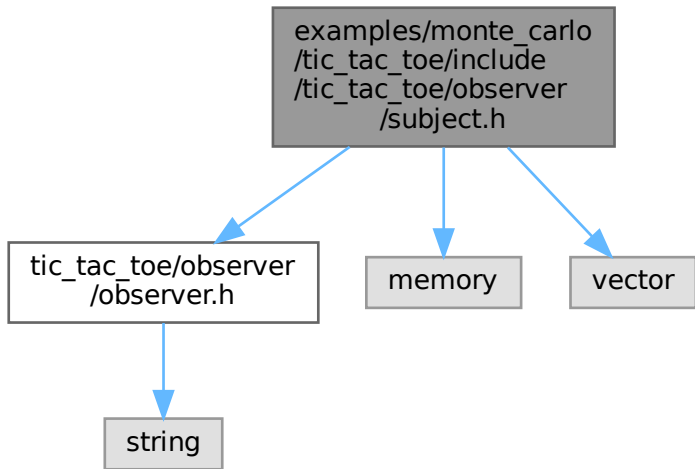 examples/monte_carlo
/tic_tac_toe/include
/tic_tac_toe/observer
/subject.h
tic_tac_toe/observer
/observer.h
memory
vector
string